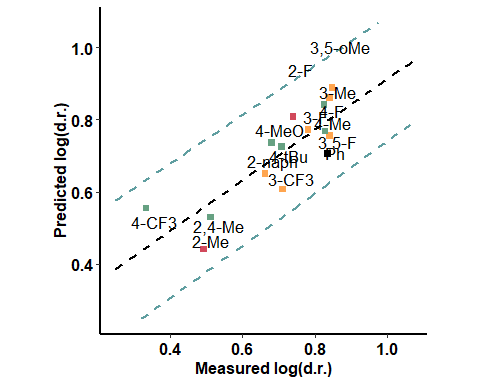 3,5-oMe
1.0
2-F
3-Me
4-F
0.8
3-F
4-Me
4-MeO
3,5-F
4-tBu
Ph
2-naph
3-CF3
0.6
4-CF3
2,4-Me
2-Me
0.4
Predicted log(d.r.)
0.4 0.6 0.8 1.0
Measured log(d.r.)